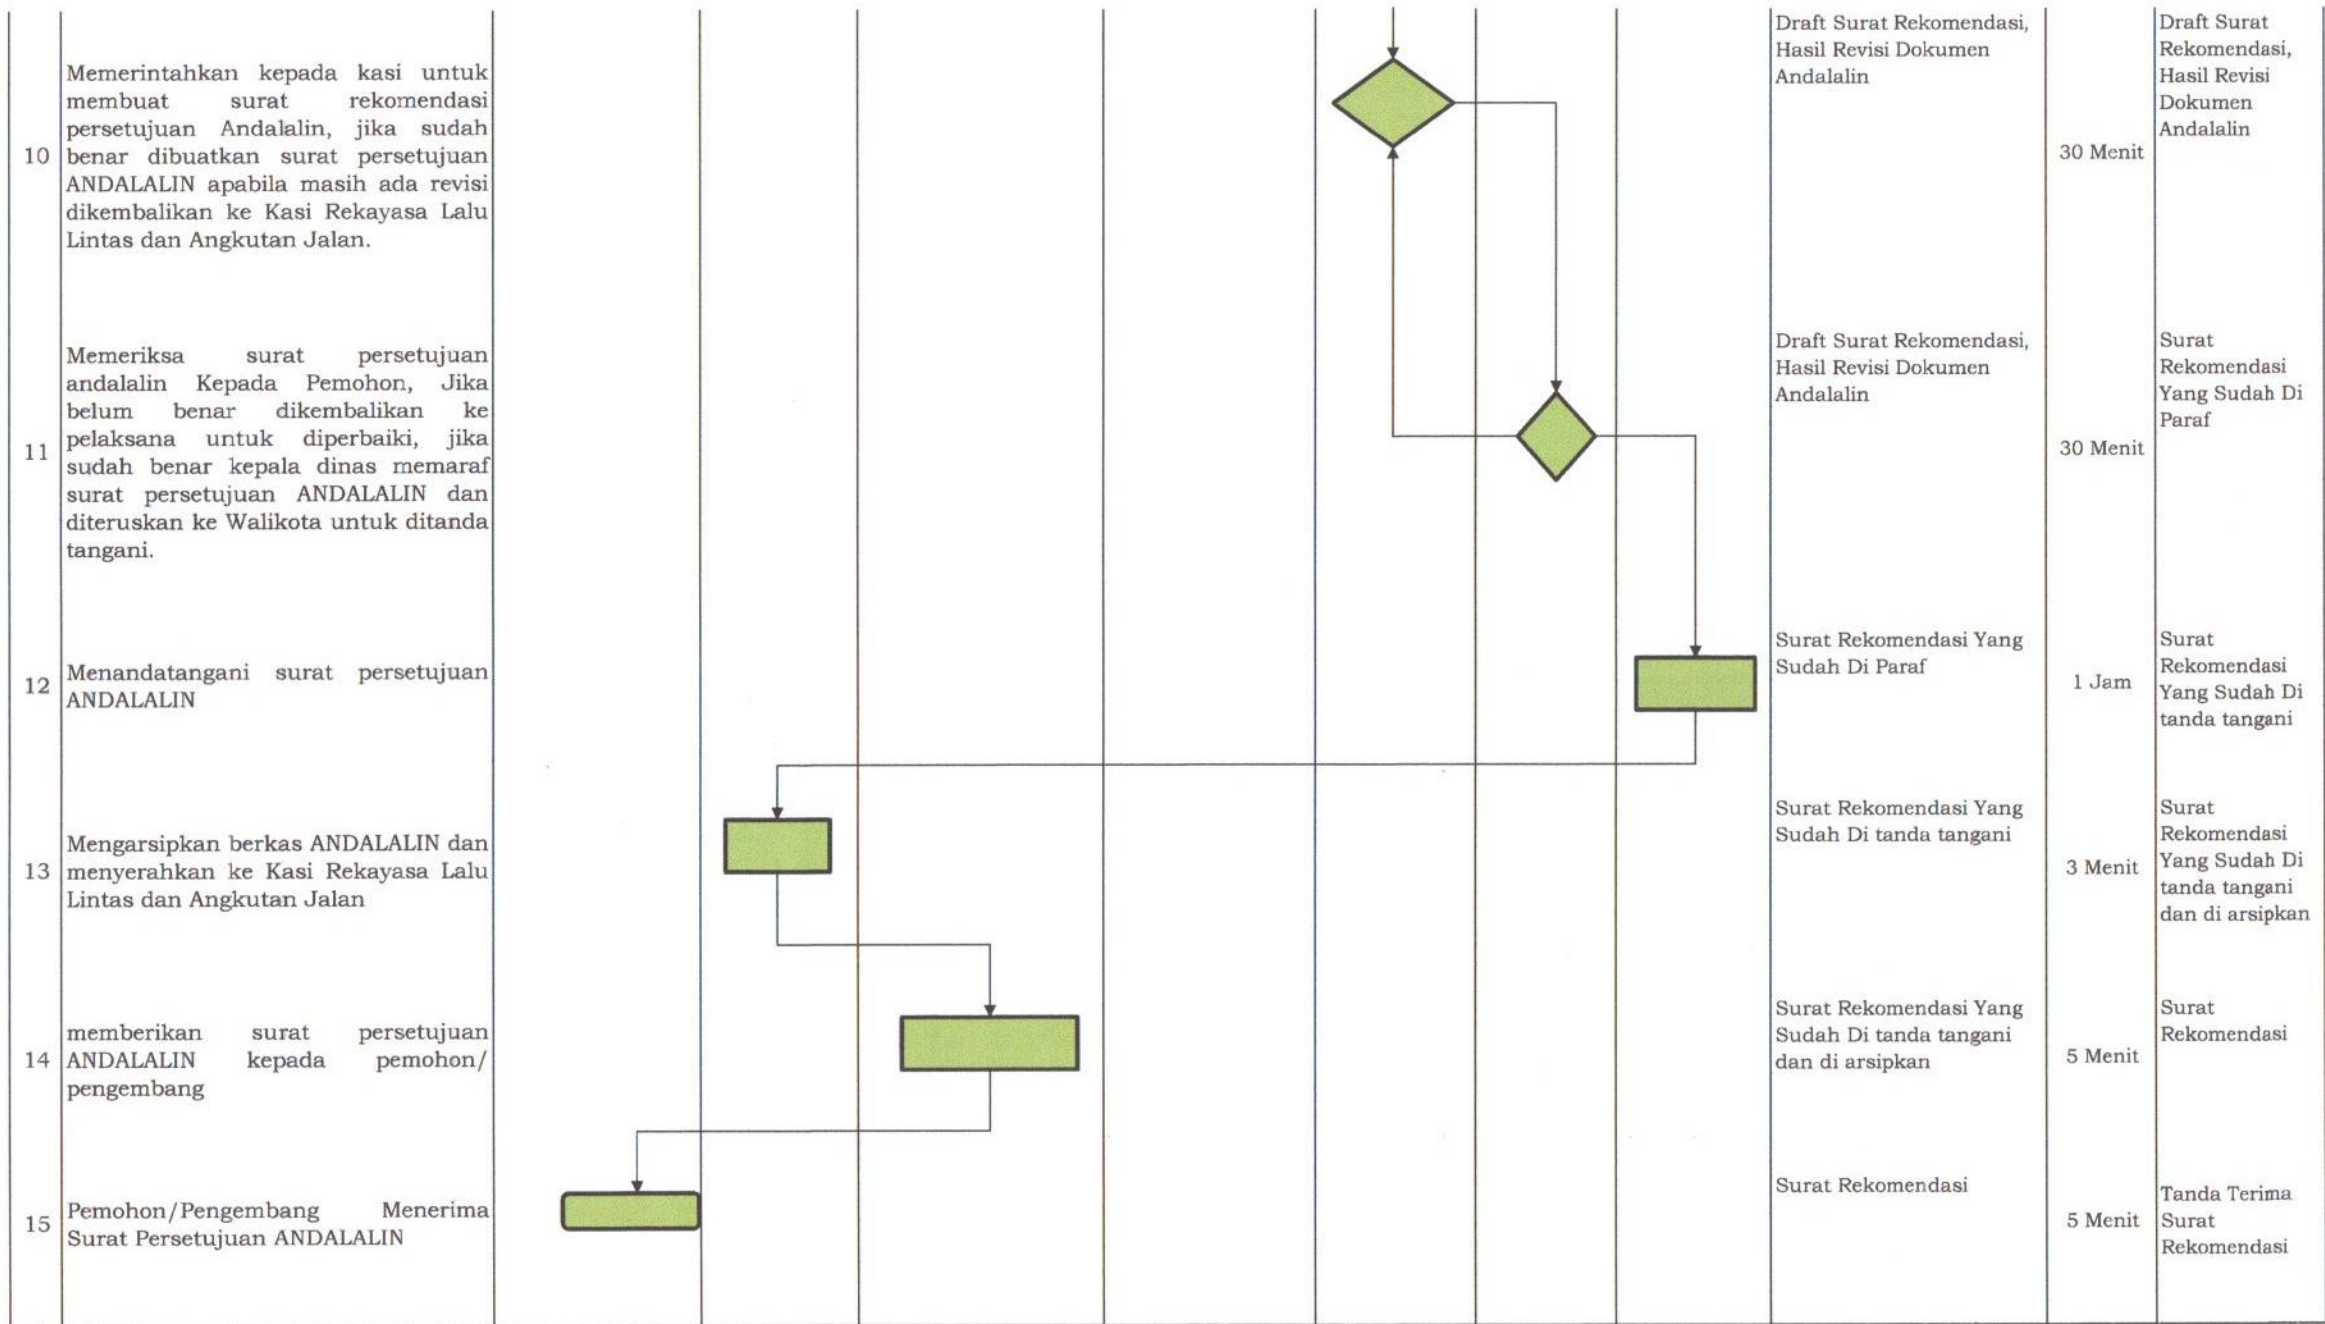 10
Memerintahkan kepada kasi untuk
membuat surat rekomendasi
persetujuan Andalalin, jika sudah
benar dibuatkan surat persetujuan
ANDALALIN apabila masih ada revisi
dikembalikan ke Kasi Rekayasa Lalu
Lintas dan Angkutan Jalan.
Draft Surat Rekomendasi,
Hasil Revisi Dokumen
Andalalin
30 Menit
Draft Surat
Rekomendasi,
Hasil Revisi
Dokumen
Andalalin
11
Memeriksa surat persetujuan
andalalin Kepada Pemohon, Jika
belum benar dikembalikan ke
pelaksana untuk diperbaiki, jika
sudah benar kepala dinas memaraf
surat persetujuan ANDALALIN dan
diteruskan ke Walikota untuk ditanda
tangani.
Draft Surat Rekomendasi,
Hasil Revisi Dokumen
Andalalin
30 Menit
Surat
Rekomendasi
Yang Sudah Di
Paraf
12
Menandatangani surat persetujuan
ANDALALIN
Surat Rekomendasi Yang
Sudah Di Paraf
1 Jam
Surat
Rekomendasi
Yang Sudah Di
tanda tangani
13
Mengarsipkan berkas ANDALALIN dan
menyerahkan ke Kasi Rekayasa Lalu
Lintas dan Angkutan Jalan
Surat Rekomendasi Yang
Sudah Di tanda tangani
3 Menit
Surat
Rekomendasi
Yang Sudah Di
tanda tangani
dan di arsipkan
14
memberikan surat persetujuan
ANDALALIN kepada pemohon/
pengembang
Surat Rekomendasi Yang
Sudah Di tanda tangani
dan di arsipkan
5 Menit
Surat
Rekomendasi
15
Pemohon/Pengembang Menerima
Surat Persetujuan ANDALALIN
Surat Rekomendasi
5 Menit
Tanda Terima
Surat
Rekomendasi